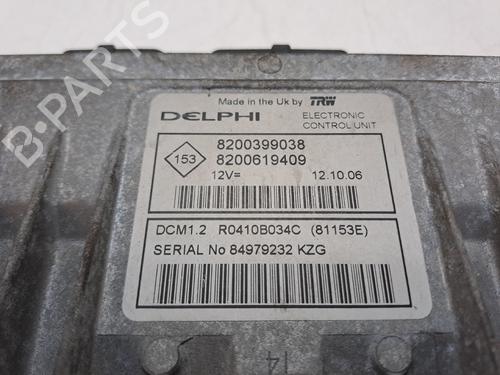 Made in the Uk by TRW
DELPHI ELECTRONIC
CONTROL UNIT
153
8200399038
8200619409
12V= 12.10.06
DCM1.2 R0410B034C (81153E)
SERIAL No 84979232 KZG
B-PARTS
14